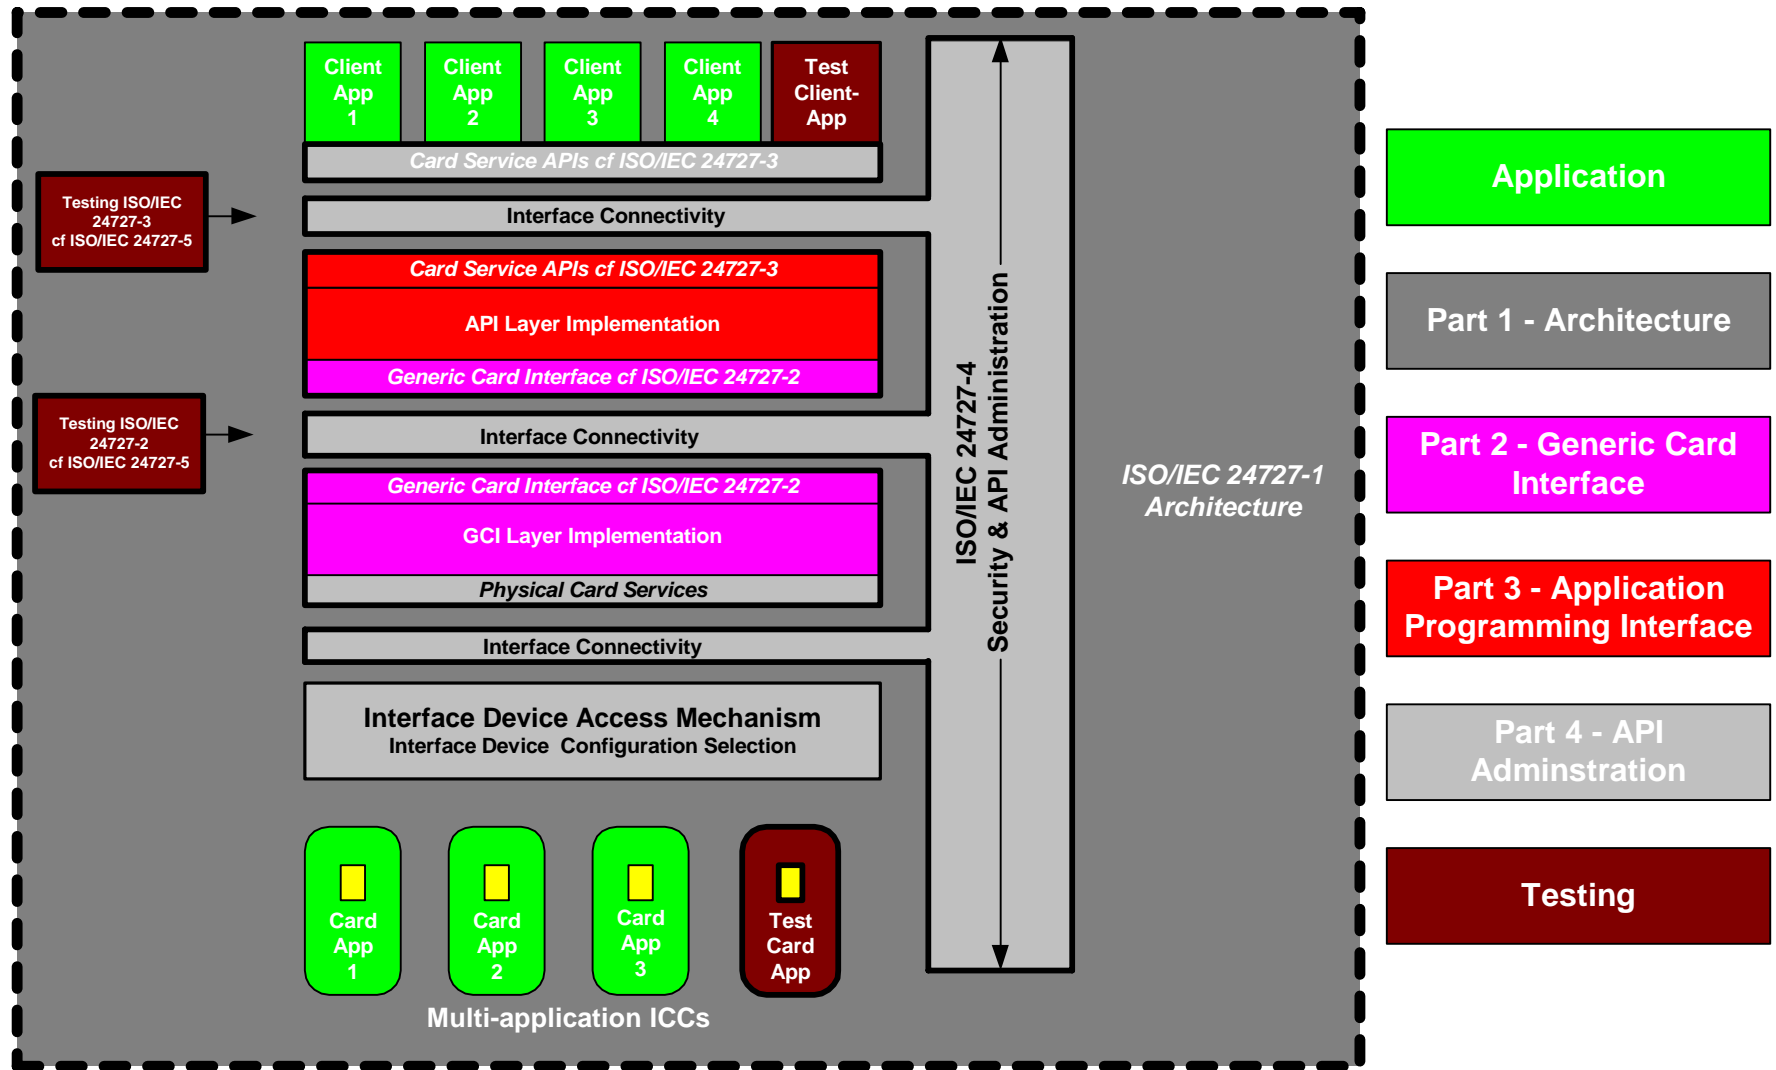 Client
App
1
Client
App
2
Client
App
3
Client
App
4
Test
Client-
App
Card Service APIs cf ISO/IEC 24727-3
Testing ISO/IEC
24727-3
cf ISO/IEC 24727-5
Interface Connectivity
Card Service APIs cf ISO/IEC 24727-3
API Layer Implementation
Generic Card Interface cf ISO/IEC 24727-2
Testing ISO/IEC
24727-2
cf ISO/IEC 24727-5
Interface Connectivity
Generic Card Interface cf ISO/IEC 24727-2
GCI Layer Implementation
Physical Card Services
Interface Connectivity
Interface Device Access Mechanism
Interface Device Configuration Selection
Card
App
1
Card
App
2
Card
App
3
Test
Card
App
Multi-application ICCs
ISO/IEC 24727-4
Security & API Administration
ISO/IEC 24727-1
Architecture
Application
Part 1 - Architecture
Part 2 - Generic Card
Interface
Part 3 - Application
Programming Interface
Part 4 - API
Adminstration
Testing